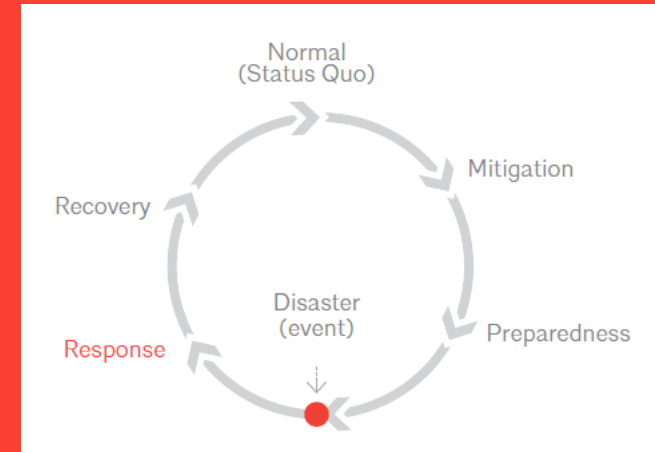 Normal
(Status Quo)
Mitigation
Recovery
Disaster
(event)
Preparedness
Response